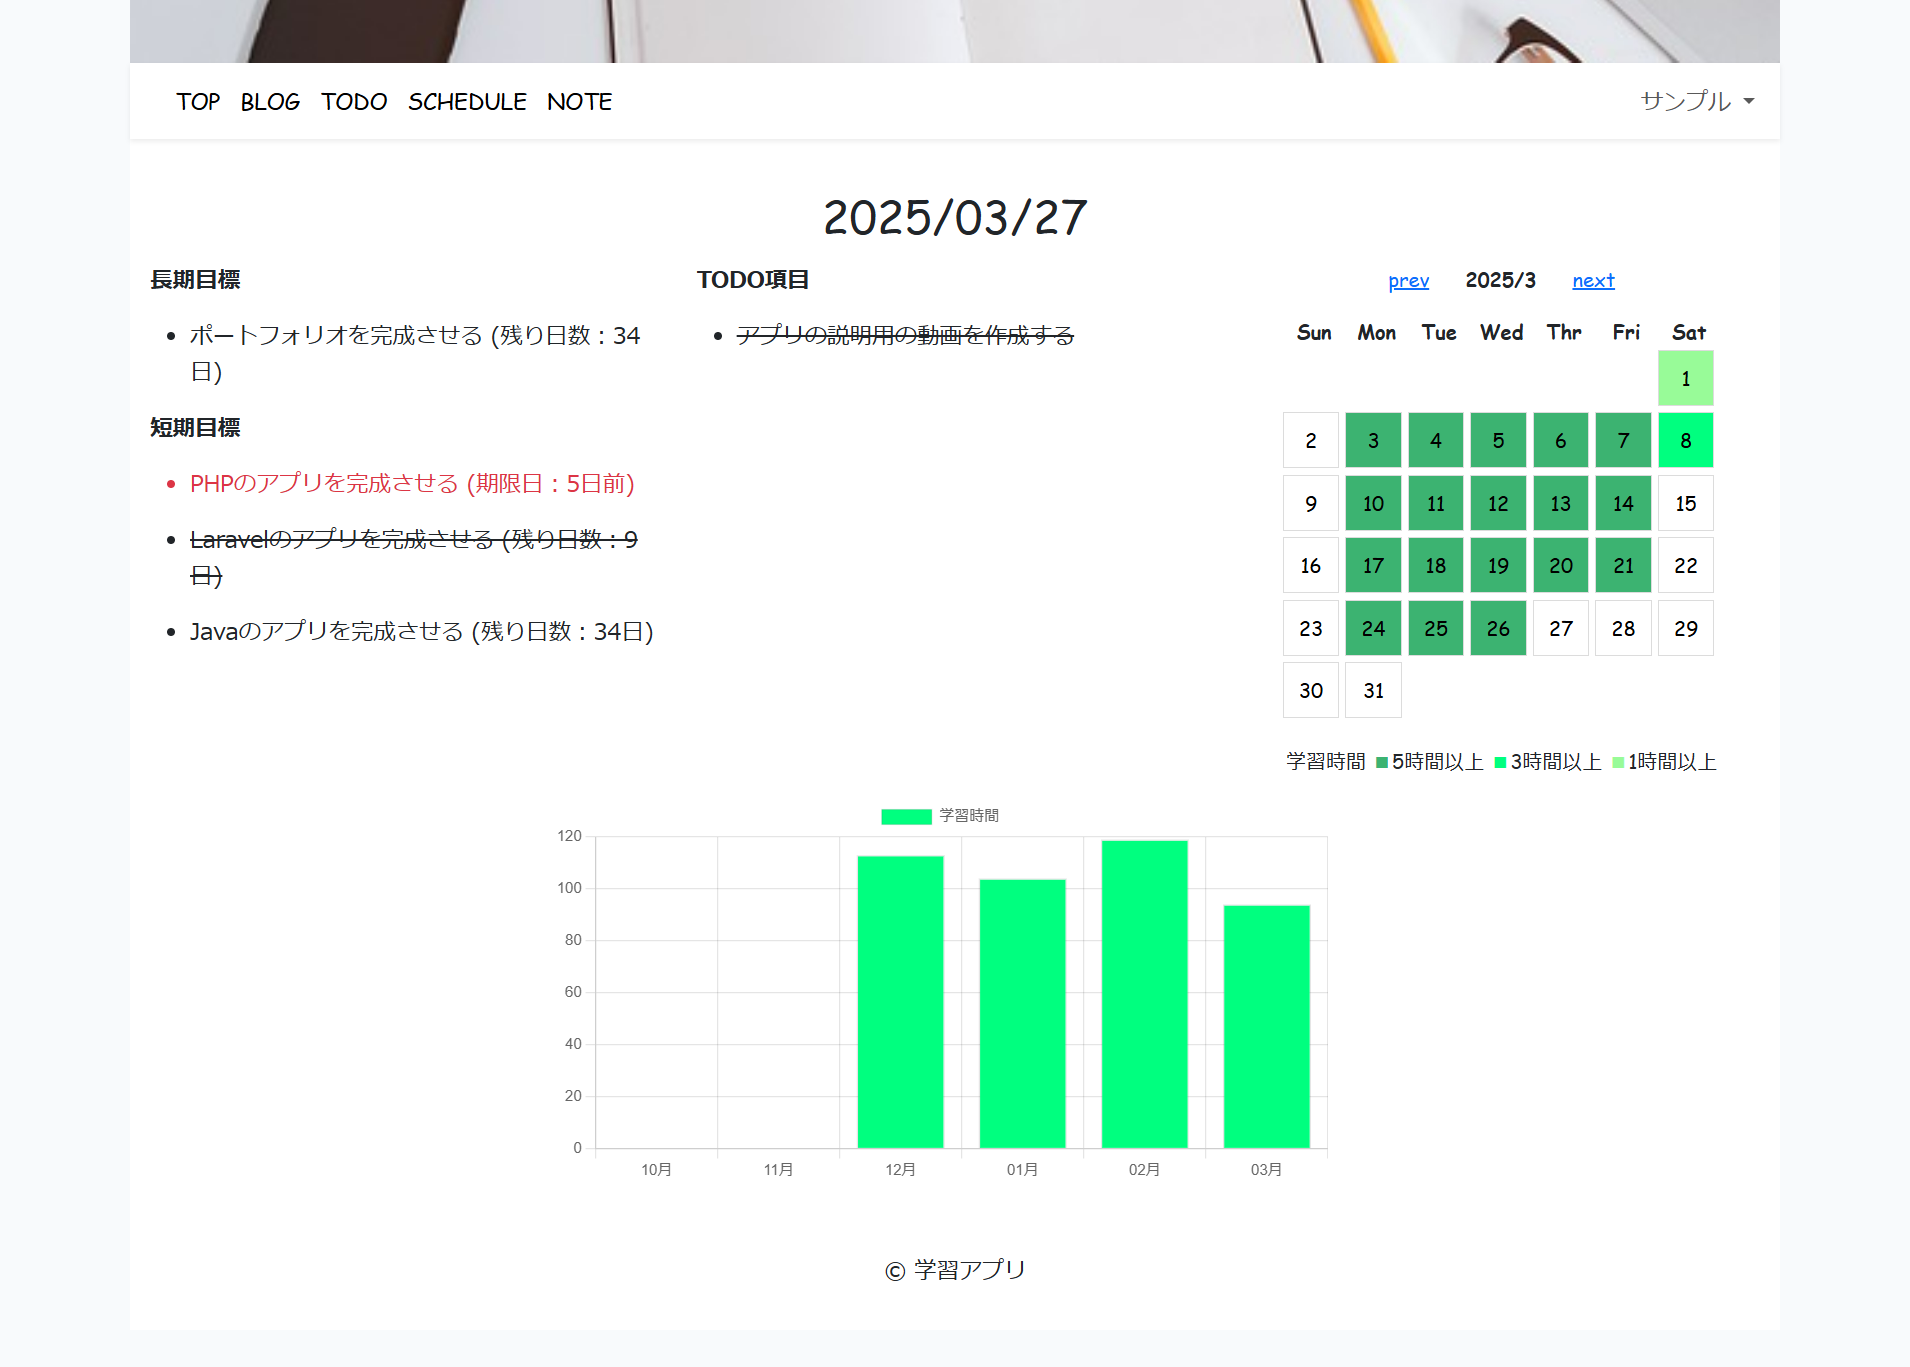 TOP BLOG TODO SCHEDULE NOTE サンプル
2025/03/27
長期目標
ポートフォリオを完成させる (残り日数：34
日)
短期目標
PHPのアプリを完成させる (期限日：5日前)
Laravelのアプリを完成させる (残り日数：9
日)
Javaのアプリを完成させる (残り日数：34日)
TODO項目
アプリの説明用の動画を作成する
prev 2025/3 next
Sun Mon Tue Wed Thr Fri Sat
1
2 3 4 5 6 7 8
9 10 11 12 13 14 15
16 17 18 19 20 21 22
23 24 25 26 27 28 29
30 31
学習時間 5時間以上 3時間以上 1時間以上
学習時間
120
100
80
60
40
20
0
10月 11月 12月 01月 02月 03月
© 学習アプリ